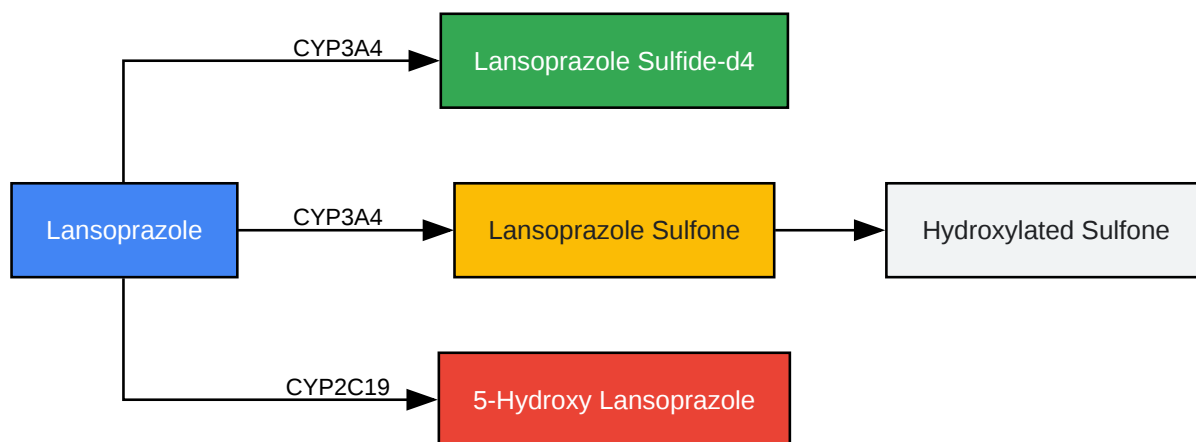 CYP3A4
Lansoprazole Sulfide-d4
Lansoprazole
CYP3A4
Lansoprazole Sulfone
Hydroxylated Sulfone
CYP2C19
5-Hydroxy Lansoprazole